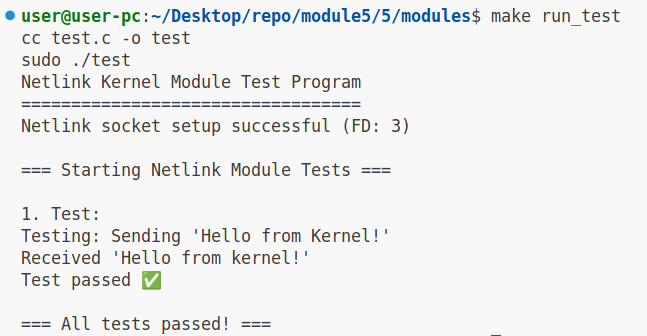 user@user-pc:~/Desktop/repo/module5/5/modules$ make run_test
cc test.c -o test
sudo ./test
Netlink Kernel Module Test Program
==================================
Netlink socket setup successful (FD: 3)
=== Starting Netlink Module Tests ===
1. Test:
Testing: Sending 'Hello from Kernel!'
Received 'Hello from kernel!'
Test passed ✅
=== All tests passed! ===